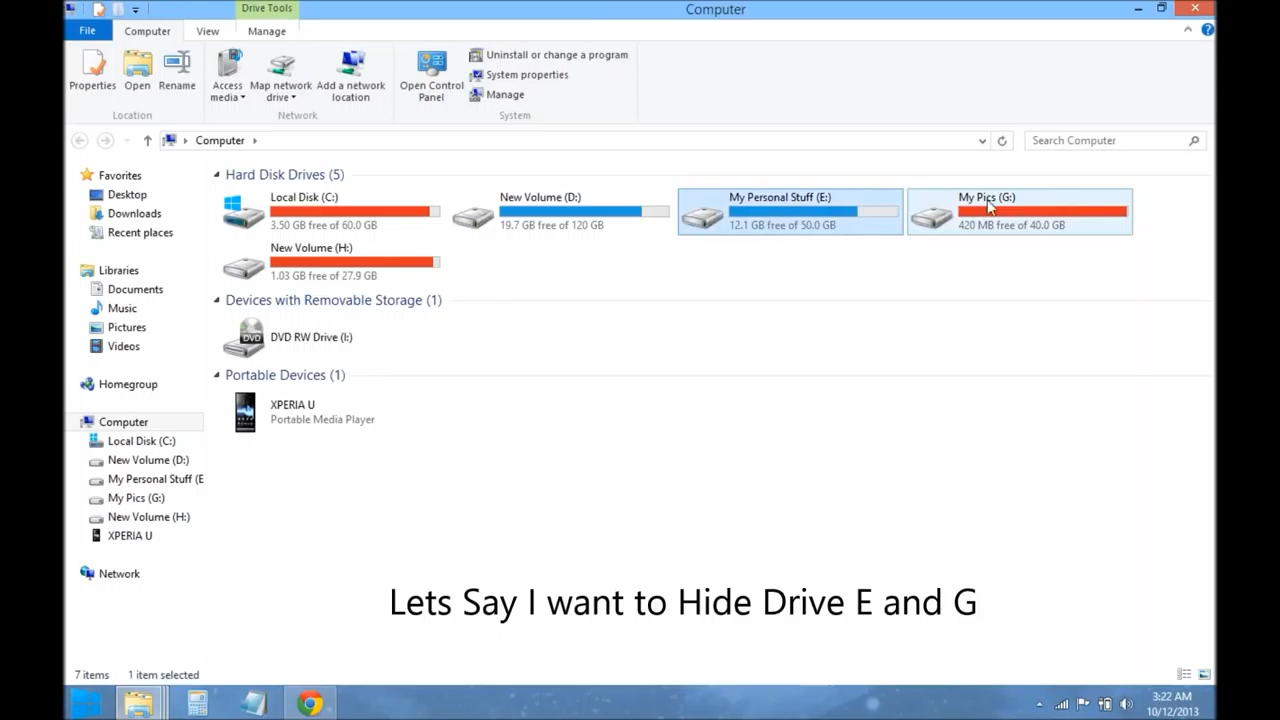 Drive Tools
Computer
File
Computer
View
Manage
Properties
Open
Rename
Access media
Map network drive
Add a network location
Open Control Panel
Uninstall or change a program
System properties
Manage
Location
Network
System
Computer
Search Computer
Favorites
Desktop
Downloads
Recent places
Libraries
Documents
Music
Pictures
Videos
Homegroup
Computer
Local Disk (C:)
New Volume (D:)
My Personal Stuff (E
My Pics (G:)
New Volume (H:)
XPERIA U
Network
Hard Disk Drives (5)
Local Disk (C:)
3.50 GB free of 60.0 GB
New Volume (D:)
19.7 GB free of 120 GB
My Personal Stuff (E:)
12.1 GB free of 50.0 GB
My Pics (G:)
420 MB free of 40.0 GB
New Volume (H:)
1.03 GB free of 27.9 GB
Devices with Removable Storage (1)
DVD
DVD RW Drive (I:)
Portable Devices (1)
XPERIA U
Portable Media Player
Lets Say I want to Hide Drive E and G
7 items
1 item selected
3:22 AM
10/12/2013